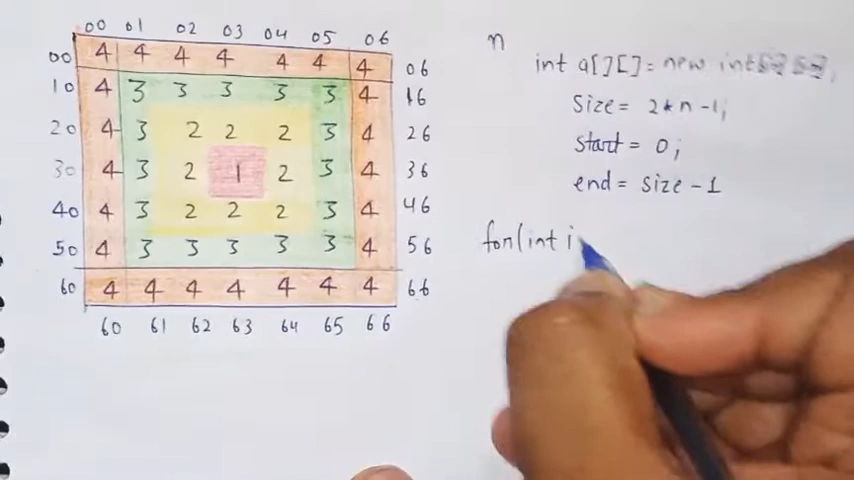 00 01 02 03 04 05 06
00 4 4 4 4 4 4 4 06
10 4 3 3 3 3 3 4 16
20 4 3 2 2 2 3 4 26
30 4 3 2 1 2 3 4 36
40 4 3 2 2 2 3 4 46
50 4 3 3 3 3 3 4 56
60 4 4 4 4 4 4 4 66
60 61 62 63 64 65 66
n
int a[][] = new int
size = 2*n-1;
start = 0;
end = size -1
for(int i